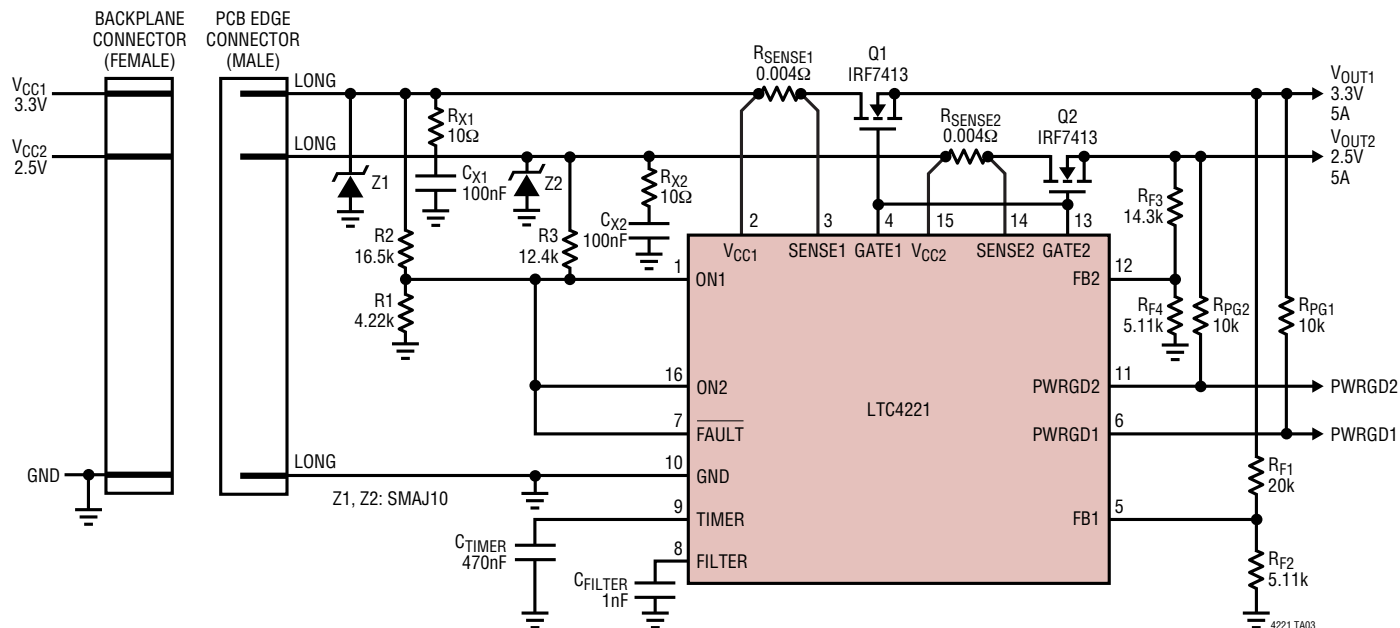 BACKPLANE
CONNECTOR
(FEMALE)
PCB EDGE
CONNECTOR
(MALE)
VCC1
3.3V
VCC2
2.5V
GND
LONG
LONG
LONG
Z1
RX1
10Ω
CX1
100nF
Z2
R2
16.5k
R1
4.22k
R3
12.4k
RX2
10Ω
CX2
100nF
RSENSE1
0.004Ω
Q1
IRF7413
RSENSE2
0.004Ω
Q2
IRF7413
VOUT1
3.3V
5A
VOUT2
2.5V
5A
2
3
4
15
14
13
VCC1
SENSE1
GATE1
VCC2
SENSE2
GATE2
1
ON1
16
ON2
7
FAULT
10
GND
9
TIMER
8
FILTER
LTC4221
FB2
12
PWRGD2
11
PWRGD1
6
FB1
5
RF3
14.3k
RF4
5.11k
RPG2
10k
RPG1
10k
PWRGD2
PWRGD1
RF1
20k
RF2
5.11k
Z1, Z2: SMAJ10
CTIMER
470nF
CFILTER
1nF
4221 TA03